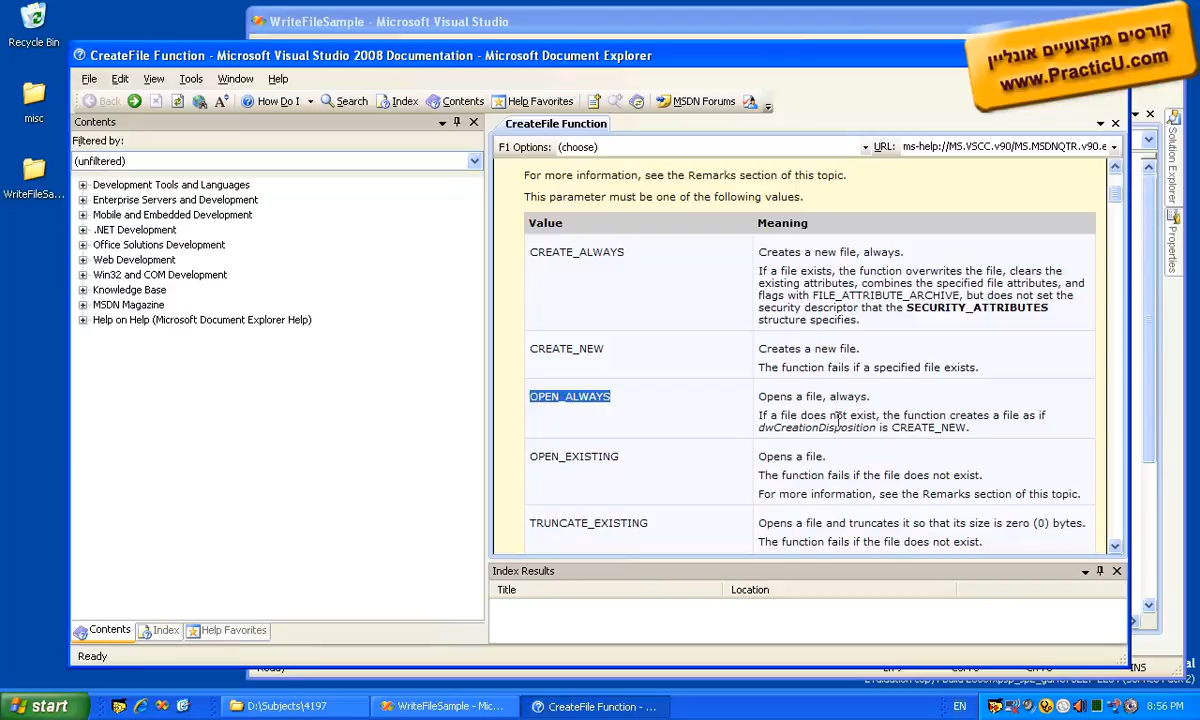 WriteFileSample - Microsoft Visual Studio
קורסים מקצועיים אונליין
www.PracticU.com
Recycle Bin
misc
WriteFileSa...
CreateFile Function - Microsoft Visual Studio 2008 Documentation - Microsoft Document Explorer
File Edit View Tools Window Help
Back How Do I Search Index Contents Help Favorites MSDN Forums
Contents
Filtered by:
(unfiltered)
Development Tools and Languages
Enterprise Servers and Development
Mobile and Embedded Development
.NET Development
Office Solutions Development
Web Development
Win32 and COM Development
Knowledge Base
MSDN Magazine
Help on Help (Microsoft Document Explorer Help)
Contents Index Help Favorites
CreateFile Function
F1 Options: (choose) URL: ms-help://MS.VSCC.v90/MS.MSDNQTR.v90.e
For more information, see the Remarks section of this topic.
This parameter must be one of the following values.
Value Meaning
CREATE_ALWAYS Creates a new file, always.
If a file exists, the function overwrites the file, clears the
existing attributes, combines the specified file attributes, and
flags with FILE_ATTRIBUTE_ARCHIVE, but does not set the
security descriptor that the SECURITY_ATTRIBUTES
structure specifies.
CREATE_NEW Creates a new file.
The function fails if a specified file exists.
OPEN_ALWAYS Opens a file, always.
If a file does not exist, the function creates a file as if
dwCreationDisposition is CREATE_NEW.
OPEN_EXISTING Opens a file.
The function fails if the file does not exist.
For more information, see the Remarks section of this topic.
TRUNCATE_EXISTING Opens a file and truncates it so that its size is zero (0) bytes.
The function fails if the file does not exist.
Index Results
Title Location
Solution Explorer
Properties
Ready
INS
start D:\Subjects\4197 WriteFileSample - Mic... CreateFile Function - ... EN 8:56 PM